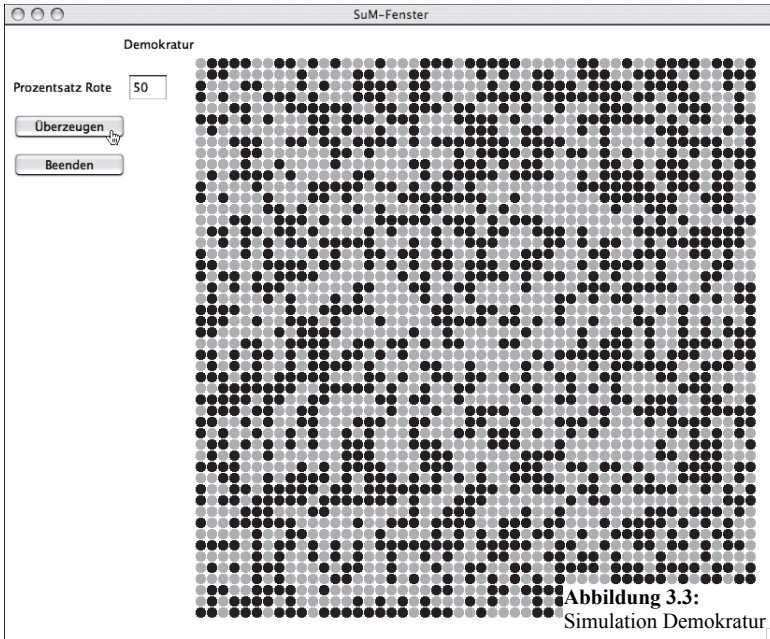 SuM-Fenster
Demokratur
Prozentsatz Rote 50
Überzeugen
Beenden
Abbildung 3.3:
Simulation Demokratur